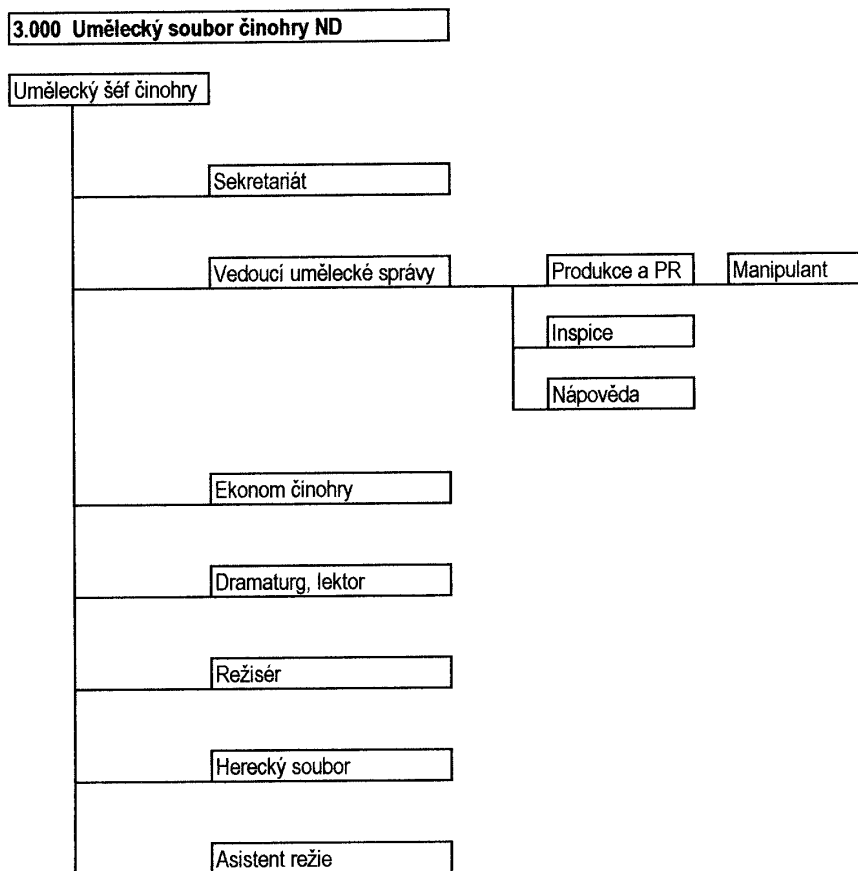 3.000 Umělecký soubor činohry ND
Umělecký šéf činohry
Sekretariát
Vedoucí umělecké správy
Produkce a PR
Manipulant
Inspice
Nápověda
Ekonom činohry
Dramaturg, lektor
Režisér
Herecký soubor
Asistent režie